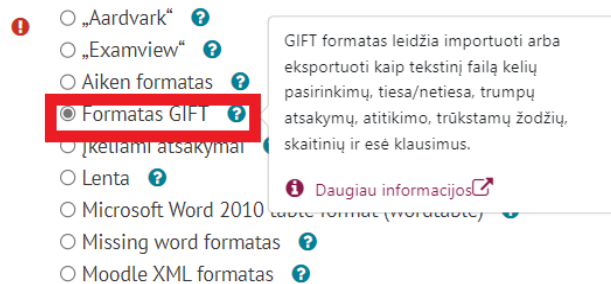 „Aardvark“
„Examview“
Aiken formatas
Formatas GIFT
Įkeliami atsakymai
Lenta
Microsoft Word 2010 table format (wordtable)
Missing word formatas
Moodle XML formatas
GIFT formatas leidžia importuoti arba
eksportuoti kaip tekstinį failą kelių
pasirinkimų, tiesa/netiesa, trumpų
atsakymų, atitikimo, trūkstamų žodžių,
skaitinių ir esė klausimus.
Daugiau informacijos